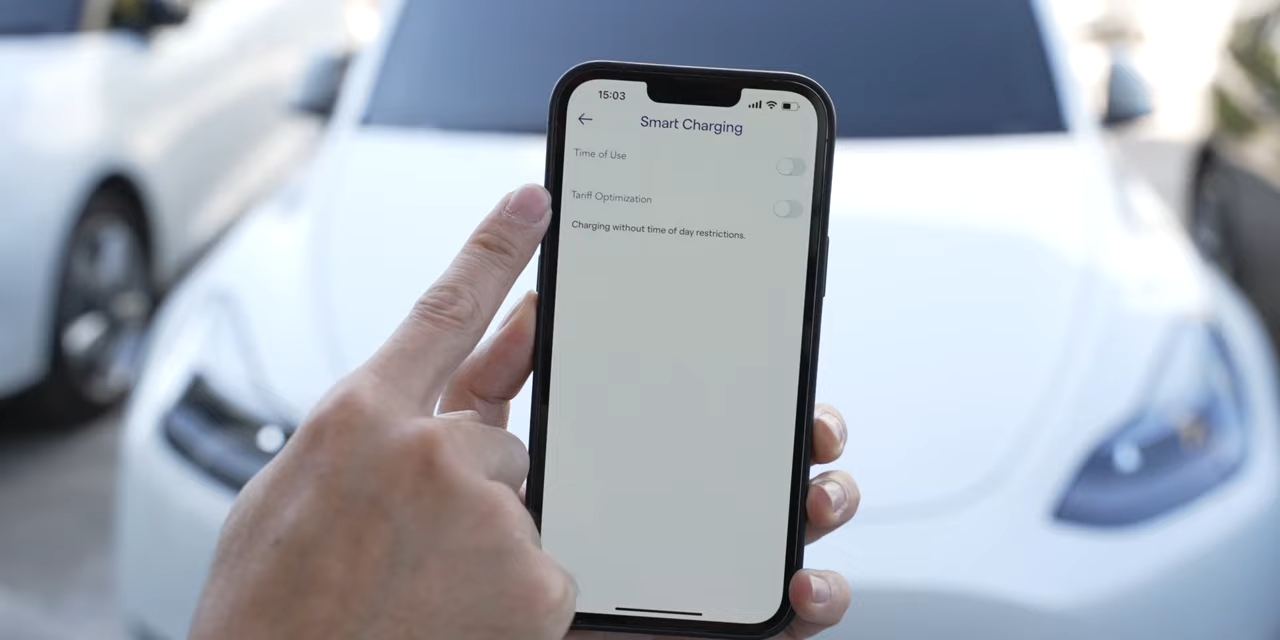 15:03
Smart Charging
Time of Use
Tariff Optimization
Charging without time of day restrictions.